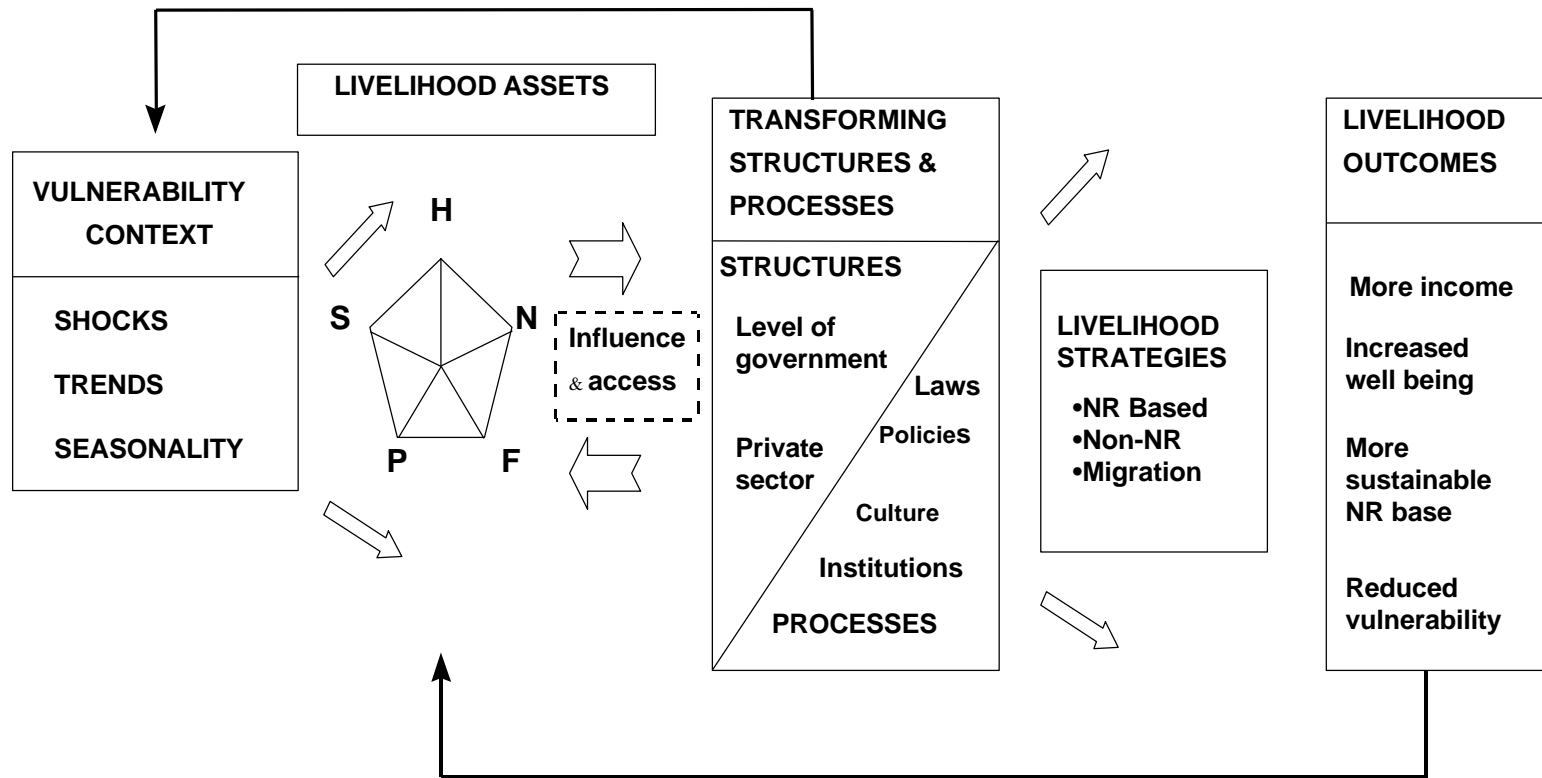 LIVELIHOOD ASSETS
VULNERABILITY
CONTEXT
SHOCKS
TRENDS
SEASONALITY
H
S
N
P
F
Influence
& access
TRANSFORMING
STRUCTURES &
PROCESSES
STRUCTURES
Level of
government
Private
sector
Laws
Policies
Culture
Institutions
PROCESSES
LIVELIHOOD
STRATEGIES
•NR Based
•Non-NR
•Migration
LIVELIHOOD
OUTCOMES
More income
Increased
well being
More
sustainable
NR base
Reduced
vulnerability